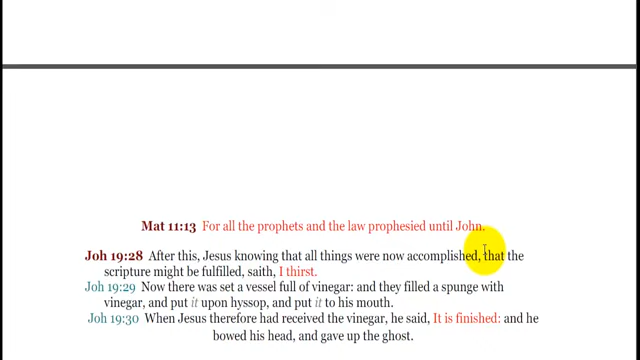 Mat 11:13 For all the prophets and the law prophesied until John.
Joh 19:28 After this, Jesus knowing that all things were now accomplished, that the
scripture might be fulfilled, saith, I thirst.
Joh 19:29 Now there was set a vessel full of vinegar: and they filled a spunge with
vinegar, and put it upon hyssop, and put it to his mouth.
Joh 19:30 When Jesus therefore had received the vinegar, he said, It is finished: and he
bowed his head, and gave up the ghost.